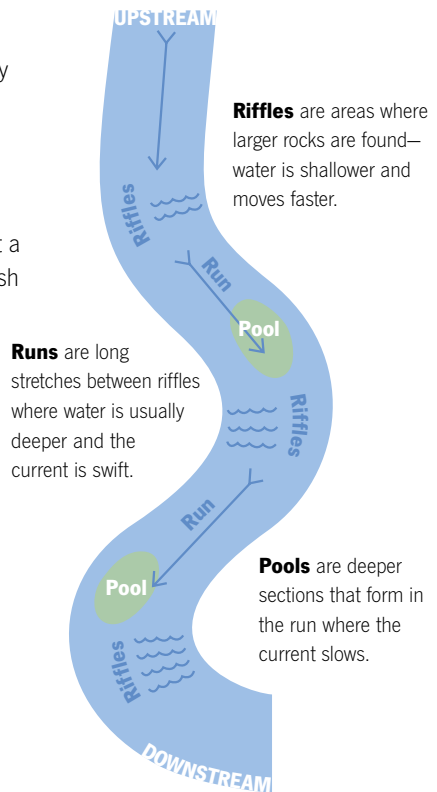 UPSTREAM
y
Riffles are areas where
larger rocks are found—
water is shallower and
moves faster.
Riffles
t a
sh
Run
Pool
Runs are long
stretches between riffles
where water is usually
deeper and the
current is swift.
Riffles
Run
Pools are deeper
sections that form in
the run where the
current slows.
Pool
Riffles
DOWNSTREAM